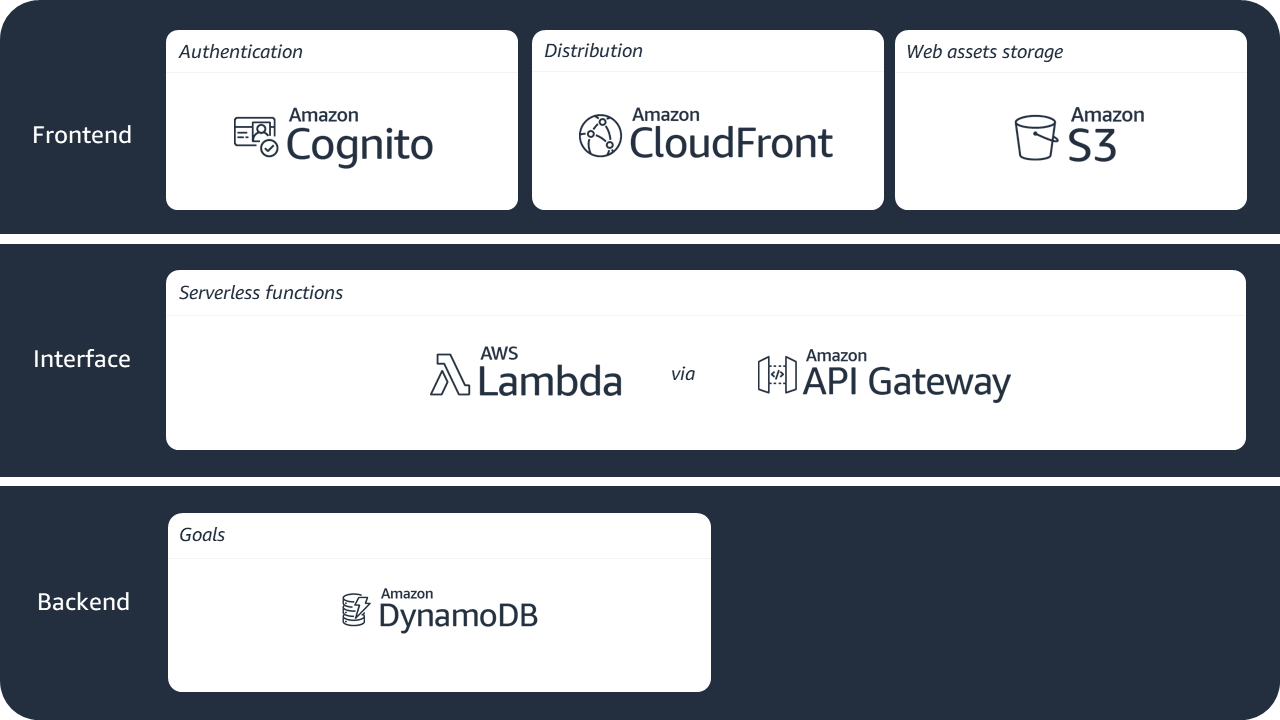 Frontend
Authentication
Amazon
Cognito
Distribution
Amazon
CloudFront
Web assets storage
Amazon
S3
Interface
Serverless functions
AWS
Lambda
via
Amazon
API Gateway
Backend
Goals
Amazon
DynamoDB